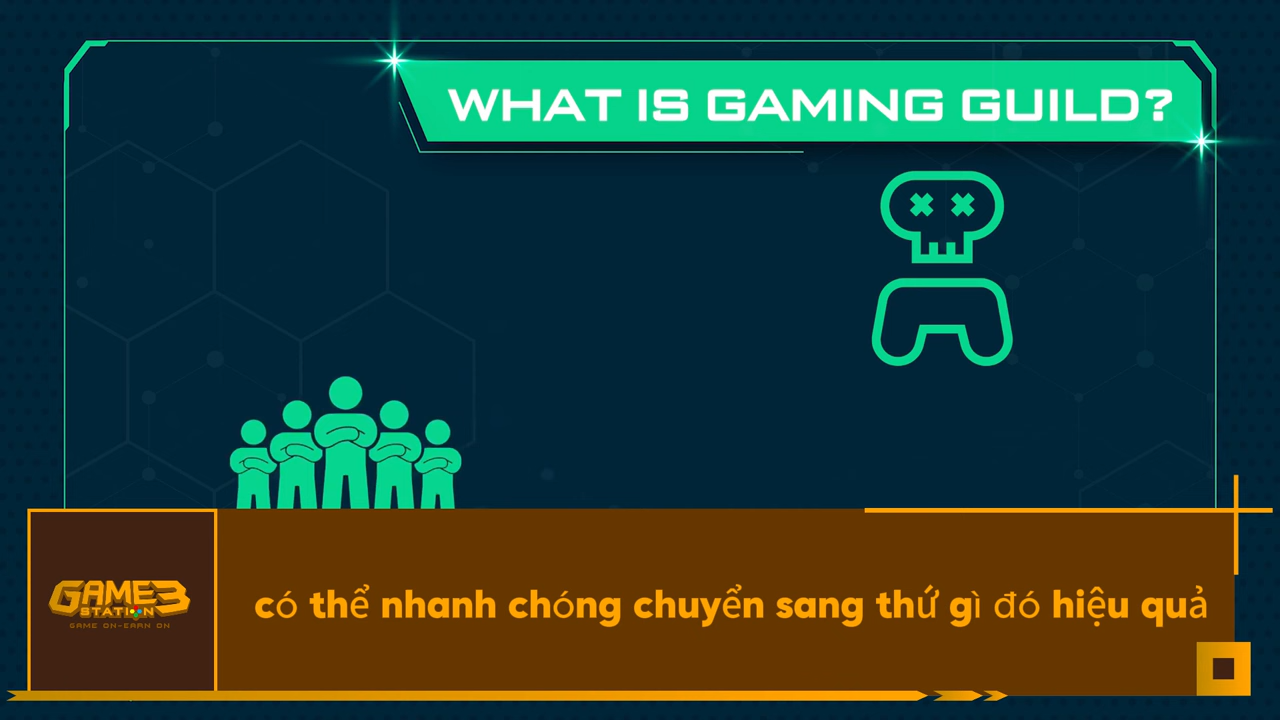 WHAT IS GAMING GUILD?
GAME3
STATION
GAME ON-EARN ON
có thể nhanh chóng chuyển sang thứ gì đó hiệu quả